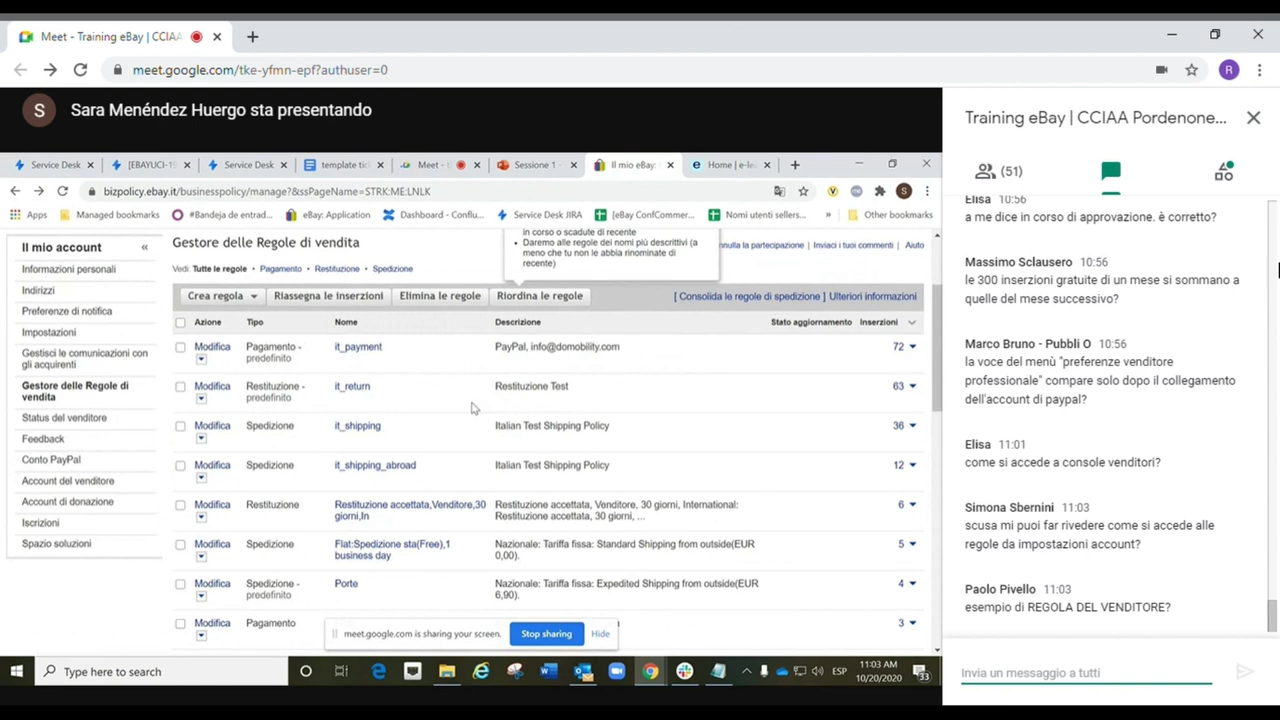 Meet - Training eBay | CCIAA
meet.google.com/tke-yfmn-epf?authuser=0
R
S
Sara Menéndez Huergo sta presentando
Service Desk
[EBAYUCI-19
Service Desk
template tick
Meet - t
Sessione 1 -
Il mio eBay:
Home | e-le
bizpolicy.ebay.it/businesspolicy/manage?&ssPageName=STRK:ME:LNLK
S
Apps
Managed bookmarks
#Bandeja de entrad...
eBay: Application
Dashboard - Conflu...
Service Desk JIRA
[eBay ConfCommer...
Nomi utenti sellers...
»
Other bookmarks
Il mio account
«
Informazioni personali
Indirizzi
Preferenze di notifica
Impostazioni
Gestisci le comunicazioni con
gli acquirenti
Gestore delle Regole di
vendita
Status del venditore
Feedback
Conto PayPal
Account del venditore
Account di donazione
Iscrizioni
Spazio soluzioni
Gestore delle Regole di vendita
in corso o scadute di recente
• Daremo alle regole dei nomi più descrittivi (a
meno che tu non le abbia rinominate di
recente)
nnulla la partecipazione | Inviaci i tuoi commenti | Aiuto
Vedi: Tutte le regole • Pagamento • Restituzione • Spedizione
Crea regola
Riassegna le inserzioni
Elimina le regole
Riordina le regole
[ Consolida le regole di spedizione ] Ulteriori informazioni
Azione Tipo Nome Descrizione Stato aggiornamento Inserzioni
Modifica Pagamento - it_payment PayPal, info@domobility.com 72
predefinito
Modifica Restituzione - it_return Restituzione Test 63
predefinito
Modifica Spedizione it_shipping Italian Test Shipping Policy 36
Modifica Spedizione it_shipping_abroad Italian Test Shipping Policy 12
Modifica Restituzione Restituzione accettata,Venditore,30 Restituzione accettata, Venditore, 30 giorni, International: 6
giorni,In Restituzione accettata, 30 giorni, ...
Modifica Spedizione Flat:Spedizione sta(Free),1 Nazionale: Tariffa fissa: Standard Shipping from outside(EUR 5
business day 0,00).
Modifica Spedizione - Porte Nazionale: Tariffa fissa: Expedited Shipping from outside(EUR 4
predefinito 6,90).
Modifica Pagamento 3
meet.google.com is sharing your screen. Stop sharing Hide
Type here to search
ESP
11:03 AM
10/20/2020
33
Training eBay | CCIAA Pordenone...
(51)
Elisa 10:56
a me dice in corso di approvazione. è corretto?
Massimo Sclausero 10:56
le 300 inserzioni gratuite di un mese si sommano a
quelle del mese successivo?
Marco Bruno - Pubbli O 10:56
la voce del menù "preferenze venditore
professionale" compare solo dopo il collegamento
dell'account di paypal?
Elisa 11:01
come si accede a console venditori?
Simona Sbernini 11:03
scusa mi puoi far rivedere come si accede alle
regole da impostazioni account?
Paolo Pivello 11:03
esempio di REGOLA DEL VENDITORE?
Invia un messaggio a tutti